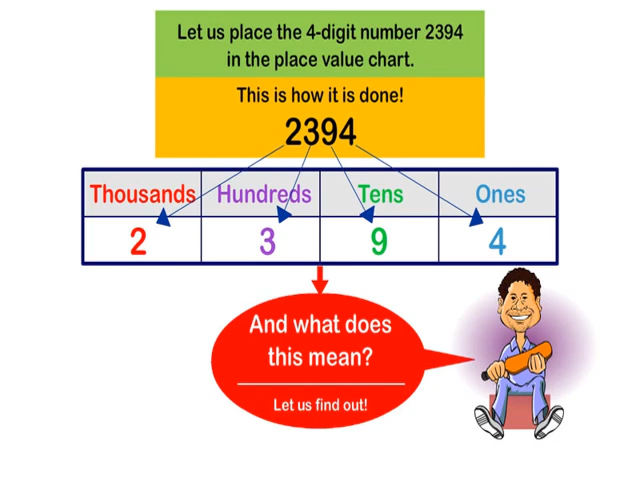 Let us place the 4-digit number 2394
in the place value chart.
This is how it is done!
2394
Thousands Hundreds Tens Ones
2 3 9 4
And what does
this mean?
Let us find out!